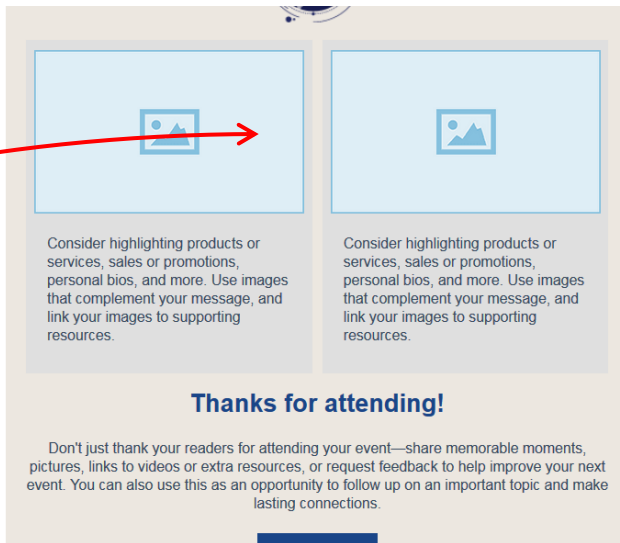 Consider highlighting products or
services, sales or promotions,
personal bios, and more. Use images
that complement your message, and
link your images to supporting
resources.
Consider highlighting products or
services, sales or promotions,
personal bios, and more. Use images
that complement your message, and
link your images to supporting
resources.
Thanks for attending!
Don't just thank your readers for attending your event—share memorable moments,
pictures, links to videos or extra resources, or request feedback to help improve your next
event. You can also use this as an opportunity to follow up on an important topic and make
lasting connections.